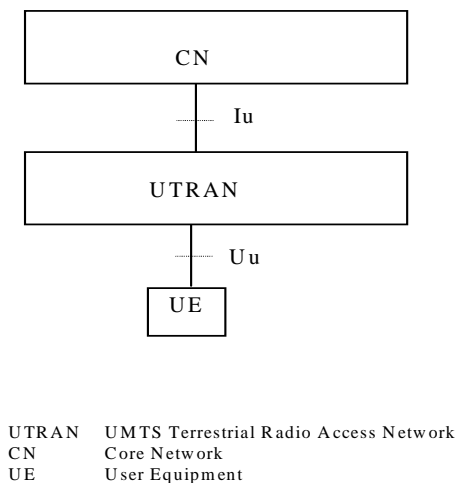 CN
Iu
UTRAN
Uu
UE
UTRAN UMTS Terrestrial Radio Access Network
CN Core Network
UE User Equipment